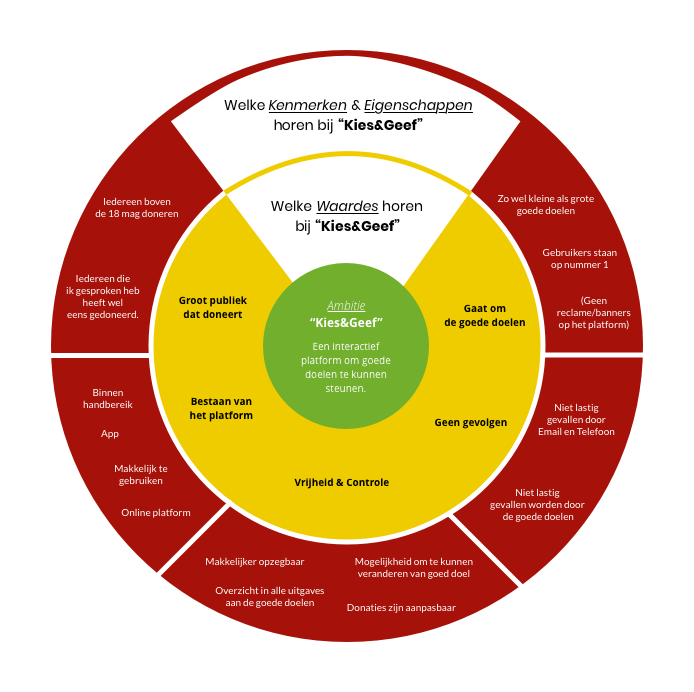 Welke Kenmerken & Eigenschappen
horen bij “Kies&Geef”
Welke Waardes horen
bij “Kies&Geef”
Ambitie
“Kies&Geef”
Een interactief
platform om goede
doelen te kunnen
steunen.
Groot publiek
dat doneert
Bestaan van
het platform
Vrijheid & Controle
Geen gevolgen
Gaat om
de goede doelen
Iedereen boven
de 18 mag doneren
Iedereen die
ik gesproken heb
heeft wel
eens gedoneerd.
Binnen
handbereik
App
Makkelijk te
gebruiken
Online platform
Makkelijker opzegbaar
Overzicht in alle uitgaves
aan de goede doelen
Mogelijkheid om te kunnen
veranderen van goed doel
Donaties zijn aanpasbaar
Niet lastig
gevallen worden door
de goede doelen
Niet lastig
gevallen door
Email en Telefoon
Zo wel kleine als grote
goede doelen
Gebruikers staan
op nummer 1
(Geen
reclame/banners
op het platform)